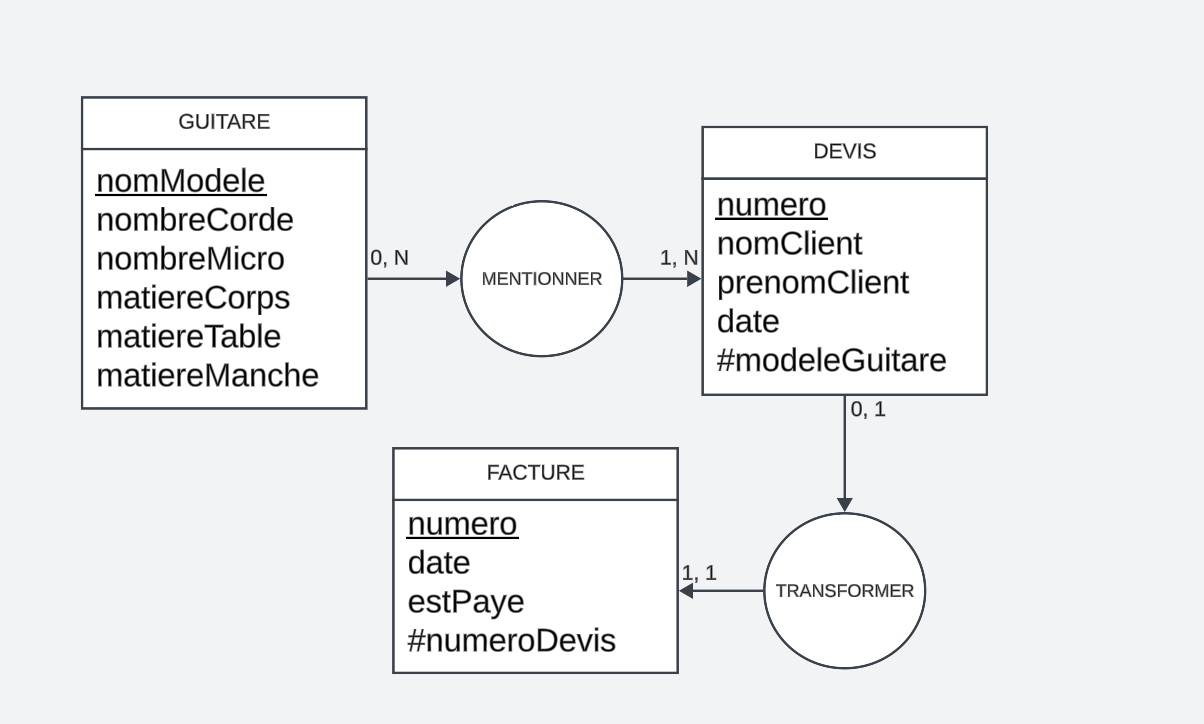 GUITARE
nomModele
nombreCorde
nombreMicro
matiereCorps
matiereTable
matiereManche
0, N
MENTIONNER
1, N
DEVIS
numero
nomClient
prenomClient
date
#modeleGuitare
0, 1
TRANSFORMER
1, 1
FACTURE
numero
date
estPaye
#numeroDevis